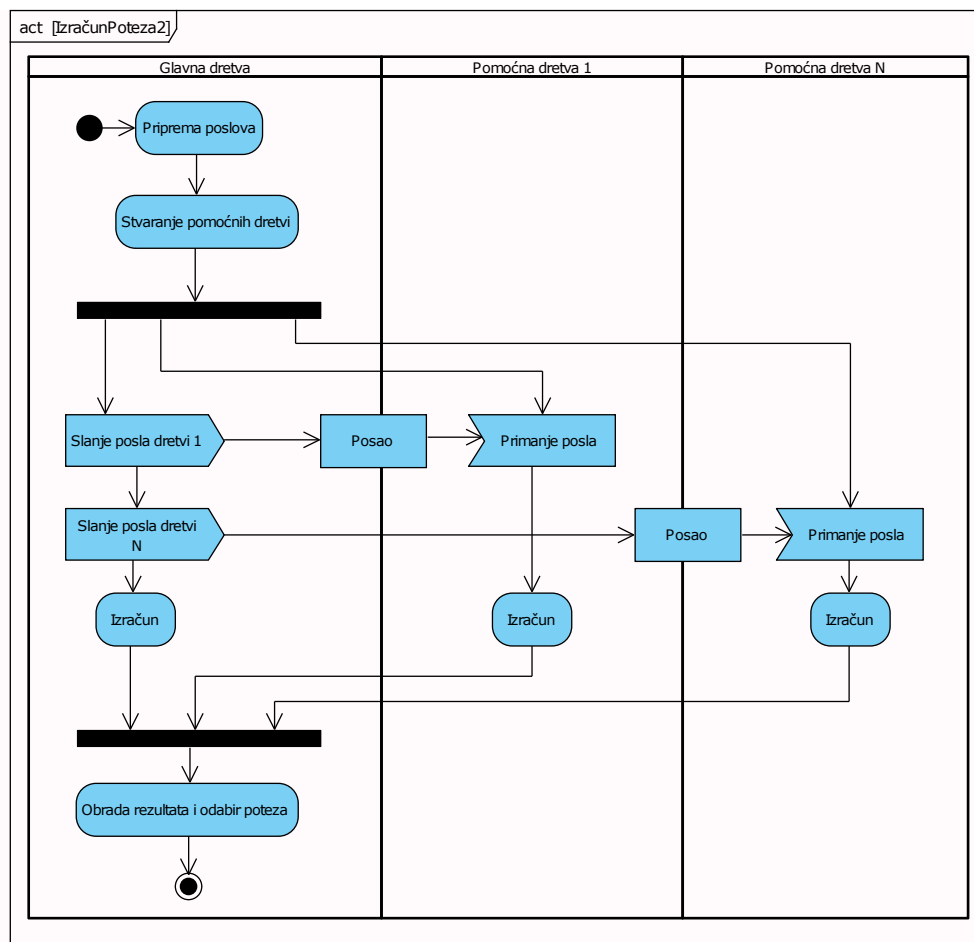 act [IzračunPoteza2]
Glavna dretva
Pomoćna dretva 1
Pomoćna dretva N
Priprema poslova
Stvaranje pomoćnih dretvi
Slanje posla dretvi 1
Posao
Primanje posla
Slanje posla dretvi
N
Posao
Primanje posla
Izračun
Izračun
Izračun
Obrada rezultata i odabir poteza